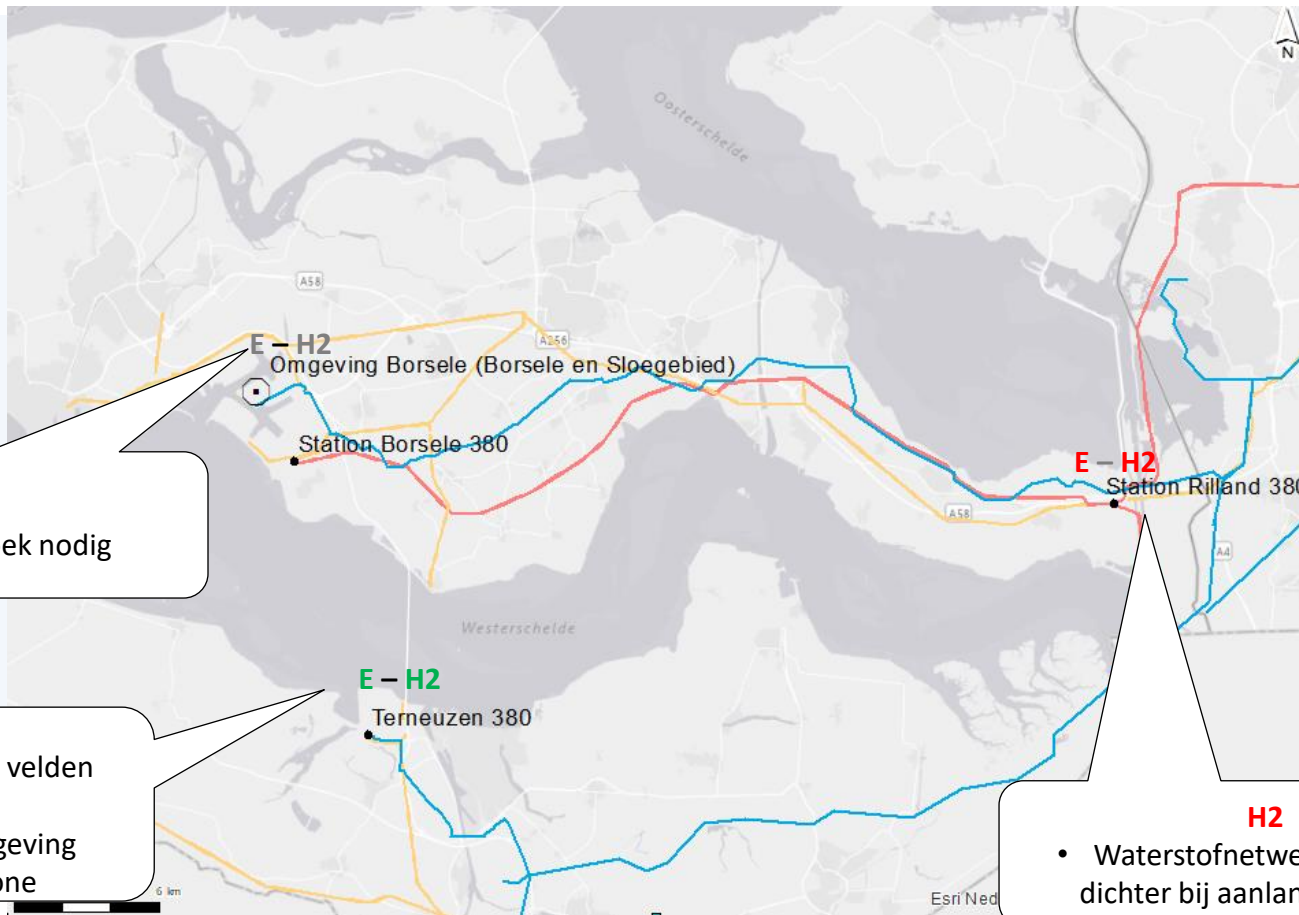 N
Oosterschelde
A58
E – H2
Omgeving Borsele (Borsele en Sloegebied)
A256
Station Borsele 380
E – H2
Station Rilland 380
A58
A4
ek nodig
Westerschelde
E – H2
Terneuzen 380
velden
geving
one
6 km
Esri Ned
H2
• Waterstofnetwe
dichter bij aanlan